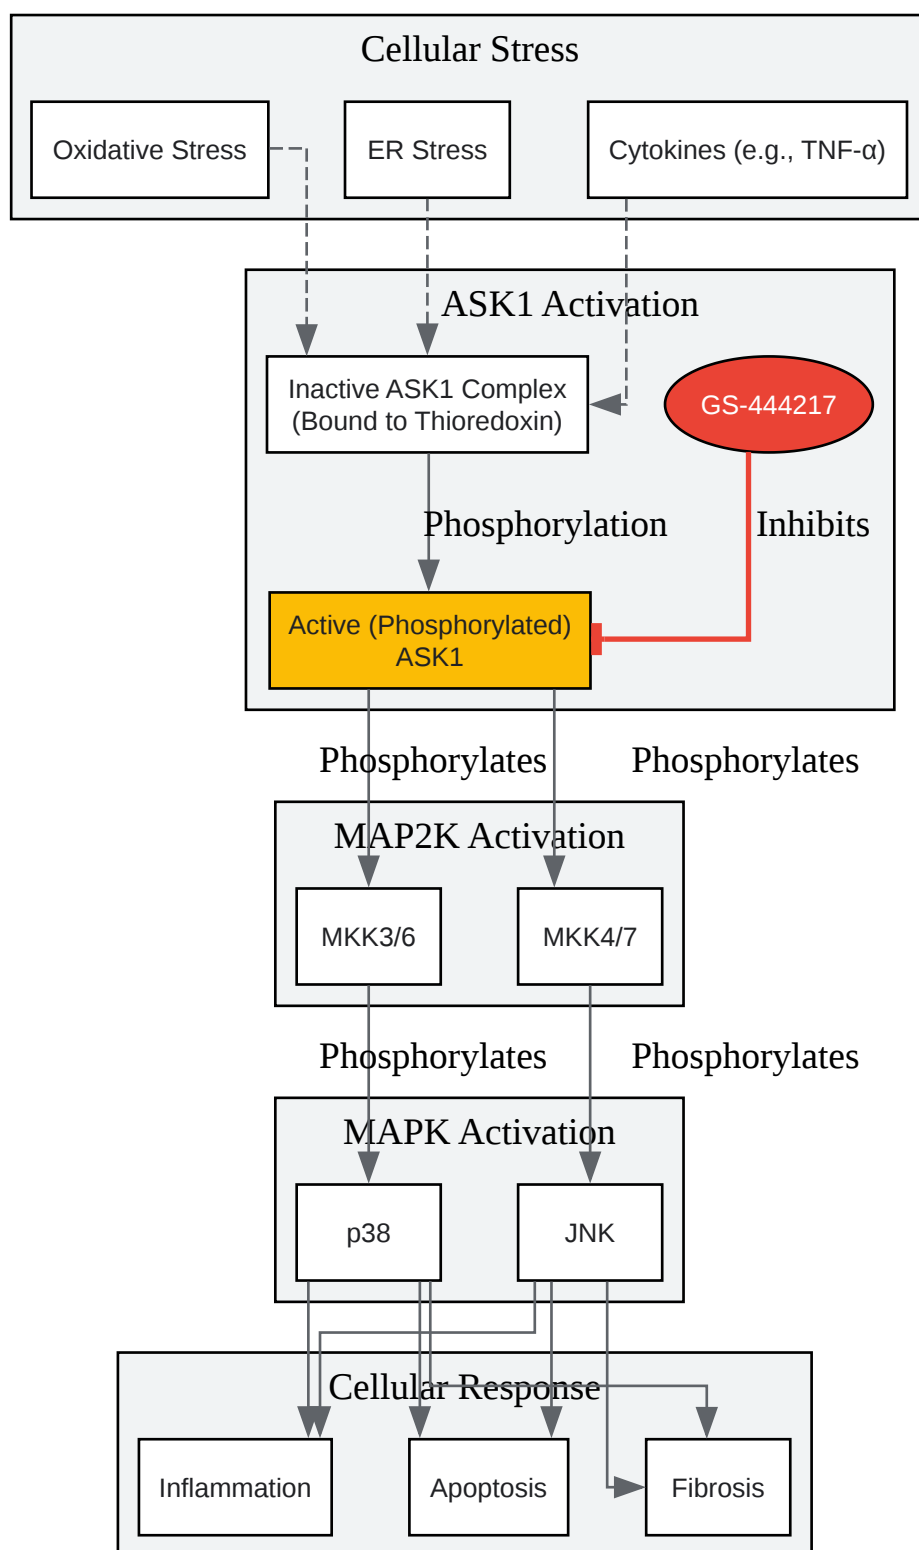 Cellular Stress
Oxidative Stress
ER Stress
Cytokines (e.g., TNF-α)
ASK1 Activation
Inactive ASK1 Complex
(Bound to Thioredoxin)
GS-444217
Phosphorylation
Inhibits
Active (Phosphorylated)
ASK1
Phosphorylates
Phosphorylates
MAP2K Activation
MKK3/6
MKK4/7
Phosphorylates
Phosphorylates
MAPK Activation
p38
JNK
Cellular Response
Inflammation
Apoptosis
Fibrosis